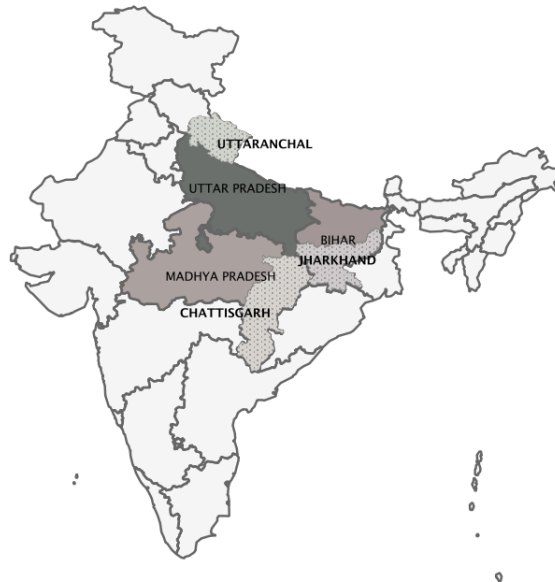 UTTARANCHAL
UTTAR PRADESH
BIHAR
JHARKHAND
MADHYA PRADESH
CHATTISGARH